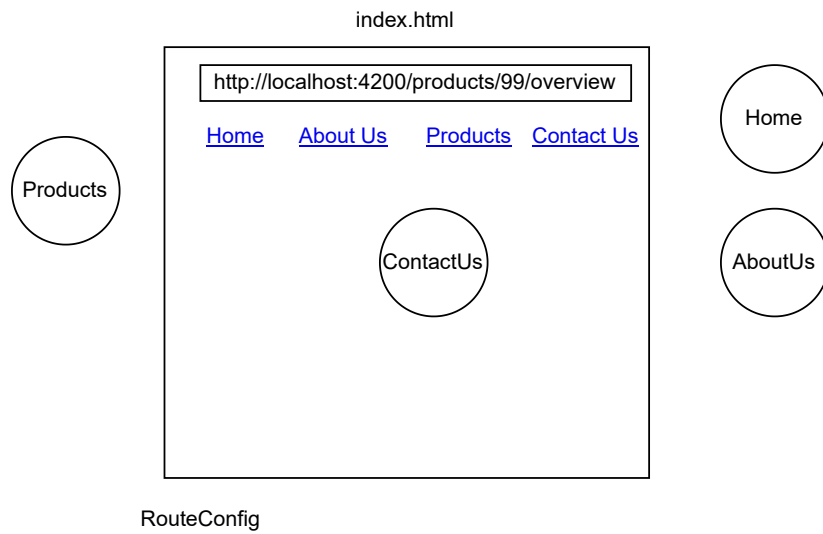 index.html
http://localhost:4200/products/99/overview
Home About Us Products Contact Us
Home
Products
ContactUs
AboutUs
RouteConfig